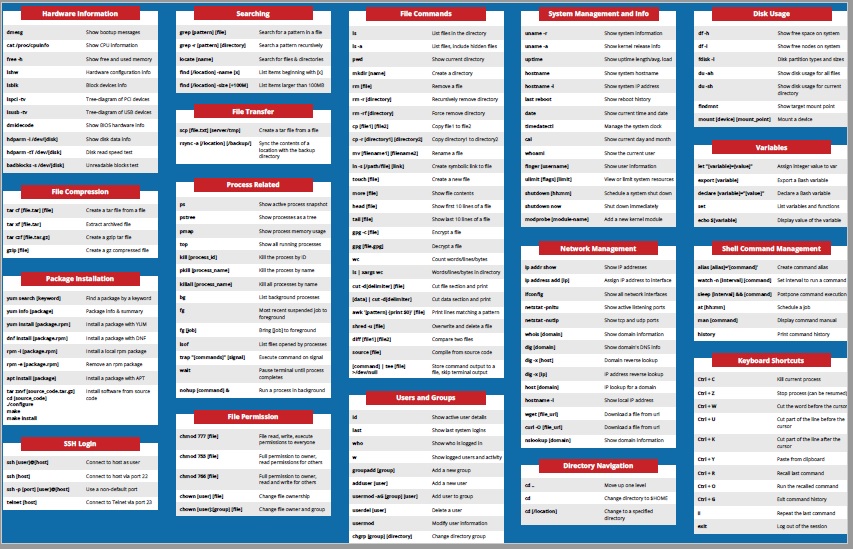 Hardware Information
dmesg Show bootup messages
cat /proc/cpuinfo Show CPU information
free -h Show free and used memory
lshw Hardware configuration info
lsblk Block devices info
lspci -tv Tree-diagram of PCI devices
lsusb -tv Tree-diagram of USB devices
dmidecode Show BIOS hardware info
hdparm -i /dev/[disk] Show disk data info
hdparm -tT /dev/[disk] Disk read speed test
badblocks -s /dev/[disk] Unreadable blocks test
File Compression
tar cf [file.tar] [file] Create a tar file from a file
tar xf [file.tar] Extract archived file
tar czf [file.tar.gz] Create a gzip tar file
gzip [file] Create a gz compressed file
Package Installation
yum search [keyword] Find a package by a keyword
yum info [package] Package info & summary
yum install [package.rpm] Install a package with YUM
dnf install [package.rpm] Install a package with DNF
rpm -i [package.rpm] Install a local rpm package
rpm -e [package.rpm] Remove an rpm package
apt install [package] Install a package with APT
tar zxvf [source_code.tar.gz] Install software from source
cd [source_code] code
./configure
make
make install
SSH Login
ssh [user]@[host] Connect to host as user
ssh [host] Connect to host via port 22
ssh -p [port] [user]@[host] Use a non-default port
telnet [host] Connect to Telnet via port 23
Searching
grep [pattern] [file] Search for a pattern in a file
grep -r [pattern] [directory] Search a pattern recursively
locate [name] Search for files & directories
find [/location] -name [x] List items beginning with [x]
find [/location] -size [+100M] List items larger than 100MB
File Transfer
scp [file.txt] [server/tmp] Create a tar file from a file
rsync -a [/location] [/backup/] Sync the contents of a
location with the backup
directory
Process Related
ps Show active process snapshot
pstree Show processes as a tree
pmap Show process memory usage
top Show all running processes
kill [process_id] Kill the process by ID
pkill [process_name] Kill the process by name
killall [process_name] Kill all processes by name
bg List background processes
fg Most recent suspended job to
foreground
fg [job] Bring [job] to foreground
lsof List files opened by processes
trap "[commands]" [signal] Execute command on signal
wait Pause terminal until process
completes
nohup [command] & Run a process in background
File Permission
chmod 777 [file] File read, write, execute
permissions to everyone
chmod 755 [file] Full permission to owner,
read permissions for others
chmod 766 [file] Full permission to owner,
read and write for others
chown [user] [file] Change file ownership
chown [user]:[group] [file] Change file owner and group
File Commands
ls List files in the directory
ls -a List files, include hidden files
pwd Show current directory
mkdir [name] Create a directory
rm [file] Remove a file
rm -r [directory] Recursively remove directory
rm -rf [directory] Force remove directory
cp [file1] [file2] Copy file1 to file2
cp -r [directory1] [directory2] Copy directory1 to directory2
mv [filename1] [filename2] Rename a file
ln -s [/path/file] [link] Create symbolic link to file
touch [file] Create a new file
more [file] Show file contents
head [file] Show first 10 lines of a file
tail [file] Show last 10 lines of a file
gpg -c [file] Encrypt a file
gpg [file.gpg] Decrypt a file
wc Count words/lines/bytes
ls | xargs wc Words/lines/bytes in directory
cut -d[delimiter] [file] Cut file section and print
[data] | cut -d[delimiter] Cut data section and print
awk '[pattern] {print $0}' [file] Print lines matching a pattern
shred -u [file] Overwrite and delete a file
diff [file1] [file2] Compare two files
source [file] Compile from source code
[command] | tee [file] Store command output to a
>/dev/null file, skip terminal output
Users and Groups
id Show active user details
last Show last system logins
who Show who is logged in
w Show logged users and activity
groupadd [group] Add a new group
adduser [user] Add a new user
usermod -aG [group] [user] Add user to group
userdel [user] Delete a user
usermod Modify user information
chgrp [group] [directory] Change directory group
System Management and Info
uname -r Show system information
uname -a Show kernel release info
uptime Show uptime length/avg. load
hostname Show system hostname
hostname -i Show system IP address
last reboot Show reboot history
date Show current time and date
timedatectl Manage the system clock
cal Show current day and month
whoami Show the current user
finger [username] Show user information
ulimit [flags] [limit] View or limit system resources
shutdown [hh:mm] Schedule a system shut down
shutdown now Shut down immediately
modprobe [module-name] Add a new kernel module
Network Management
ip addr show Show IP addresses
ip address add [ip] Assign IP address to interface
ifconfig Show all network interfaces
netstat -pnltu Show active listening ports
netstat -nutlp Show tcp and udp ports
whois [domain] Show domain information
dig [domain] Show domain's DNS info
dig -x [host] Domain reverse lookup
dig -x [ip] IP address reverse lookup
host [domain] IP lookup for a domain
hostname -i Show local IP address
wget [file_url] Download a file from url
curl -O [file_url] Download a file from url
nslookup [domain] Show domain information
Directory Navigation
cd .. Move up one level
cd Change directory to $HOME
cd [/location] Change to a specified
directory
Disk Usage
df -h Show free space on system
df -i Show free nodes on system
fdisk -l Disk partition types and sizes
du -ah Show disk usage for all files
du -sh Show disk usage for current
directory
findmnt Show target mount point
mount [device] [mount_point] Mount a device
Variables
let "[variable]=[value]" Assign integer value to var
export [variable] Export a Bash variable
declare [variable]="[value]" Declare a Bash variable
set List variables and functions
echo $[variable] Display the value of variable
Shell Command Management
alias [alias]='[command]' Create command alias
watch -n [interval] [command] Set interval to run a command
sleep [interval] && [command] Postpone command execution
at [hh:mm] Schedule a job
man [command] Display command manual
history Print command history
Keyboard Shortcuts
Ctrl + C Kill current process
Ctrl + Z Stop process (can be resumed)
Ctrl + W Cut the word before the cursor
Ctrl + U Cut part of the line before the
cursor
Ctrl + K Cut part of the line after the
cursor
Ctrl + Y Paste from clipboard
Ctrl + R Recall last command
Ctrl + O Run the recalled command
Ctrl + G Exit command history
!! Repeat the last command
exit Log out of the session